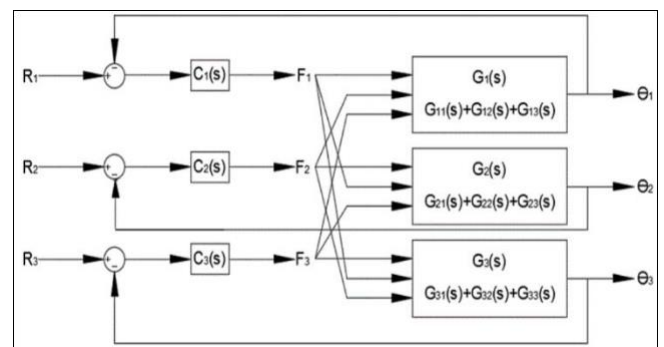 R1 + − C1(s) F1 G1(s) Θ1
G11(s)+G12(s)+G13(s)
R2 + − C2(s) F2 G2(s) Θ2
G21(s)+G22(s)+G23(s)
R3 + − C3(s) F3 G3(s) Θ3
G31(s)+G32(s)+G33(s)